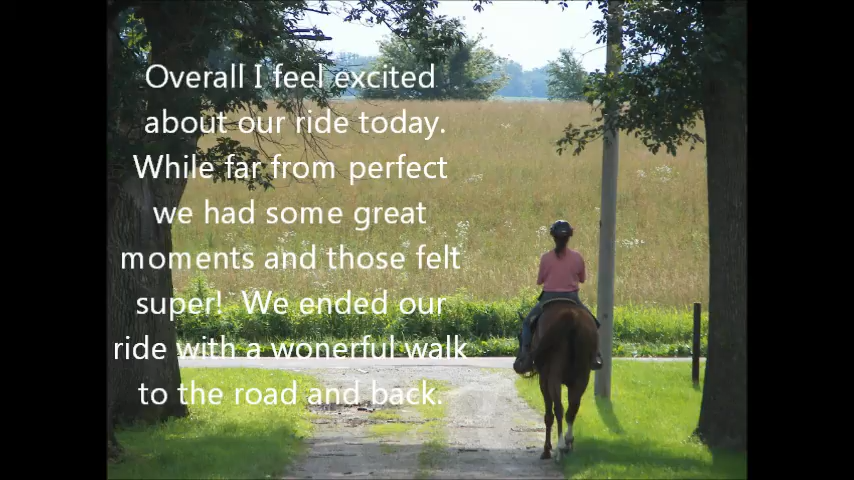 Overall I feel excited
about our ride today.
While far from perfect
we had some great
moments and those felt
super!  We ended our
ride with a wonerful walk
to the road and back.